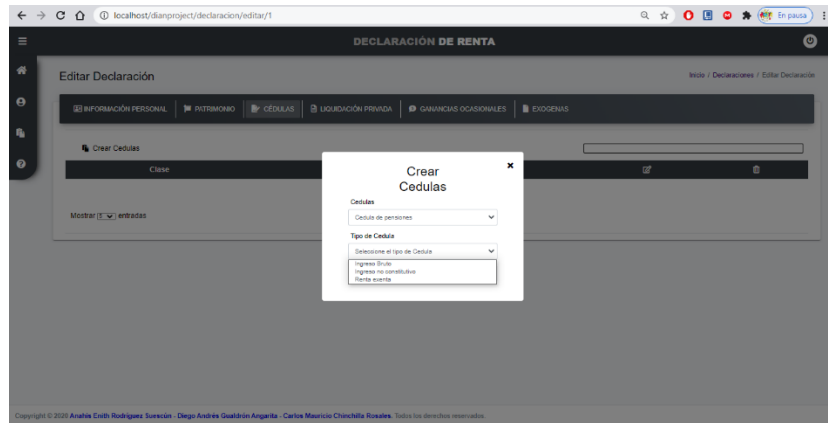 localhost/dianproject/declaracion/editar/1
En pausa
DECLARACIÓN DE RENTA
Editar Declaración
Inicio / Declaraciones / Editar Declaración
INFORMACIÓN PERSONAL
PATRIMONIO
CÉDULAS
LIQUIDACIÓN PRIVADA
GANANCIAS OCASIONALES
EXOGENAS
Crear Cedulas
Clase
Mostrar 1 entradas
Crear
Cedulas
×
Cedulas
Cedula de pensiones
Tipo de Cedula
Seleccione el tipo de Cedula
Ingreso Bruto
Ingreso no constitutivo
Renta exenta
Copyright © 2020 Anahis Enith Rodríguez Suescún - Diego Andrés Gualdrón Angarita - Carlos Mauricio Chinchilla Rosales. Todos los derechos reservados.